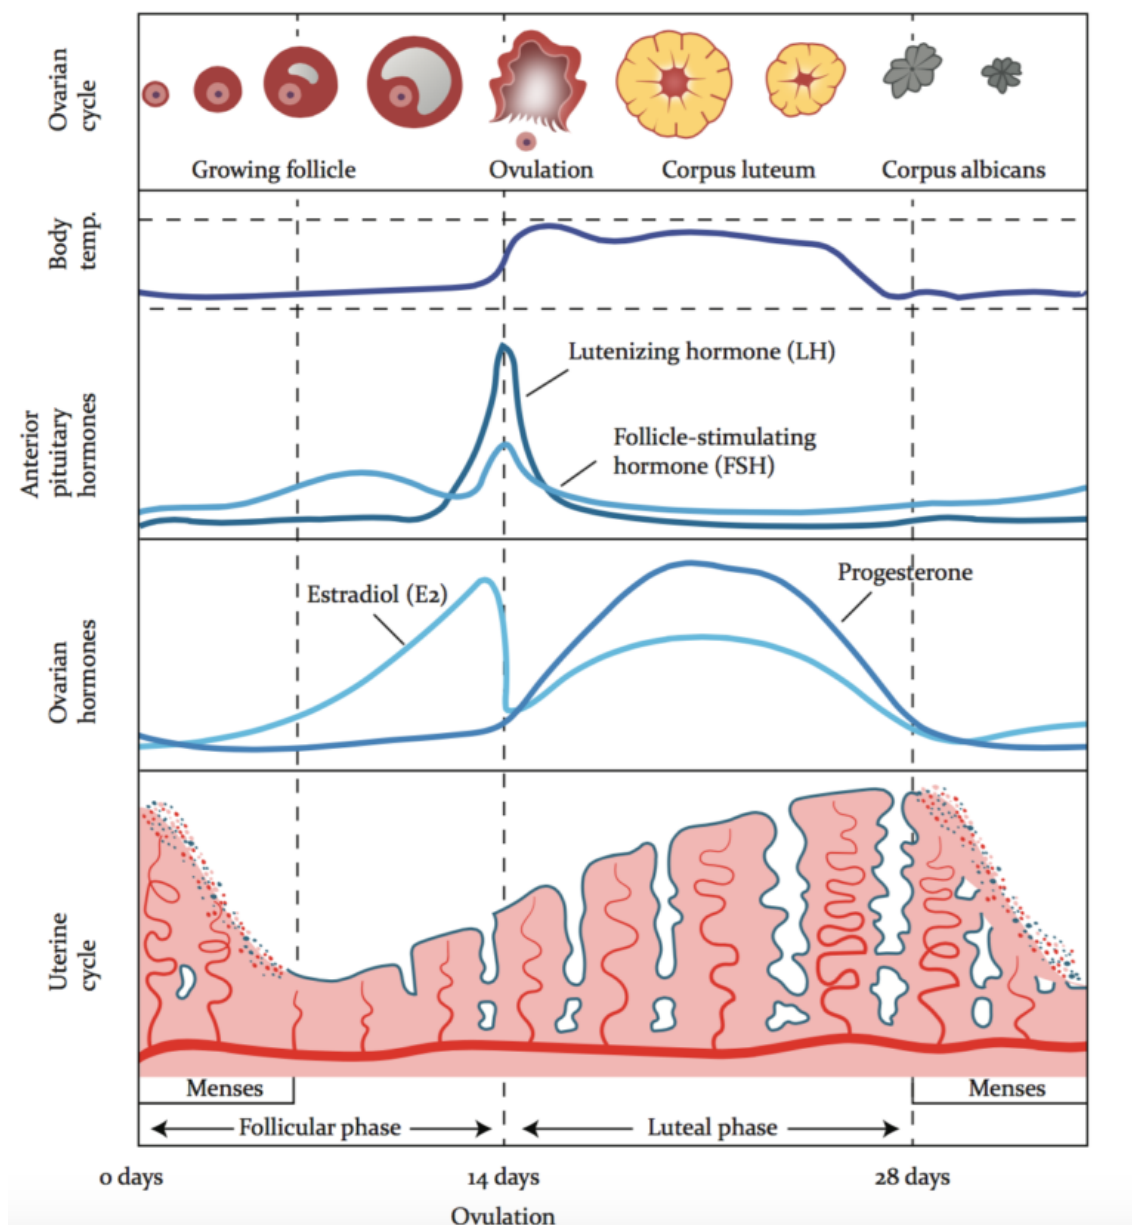 Ovarian
cycle
Growing follicle
Ovulation
Corpus luteum
Corpus albicans
Body
temp.
Anterior
pituitary
hormones
Lutenizing hormone (LH)
Follicle-stimulating
hormone (FSH)
Ovarian
hormones
Estradiol (E2)
Progesterone
Uterine
cycle
Menses
Menses
Follicular phase
Luteal phase
0 days
14 days
28 days
Ovulation